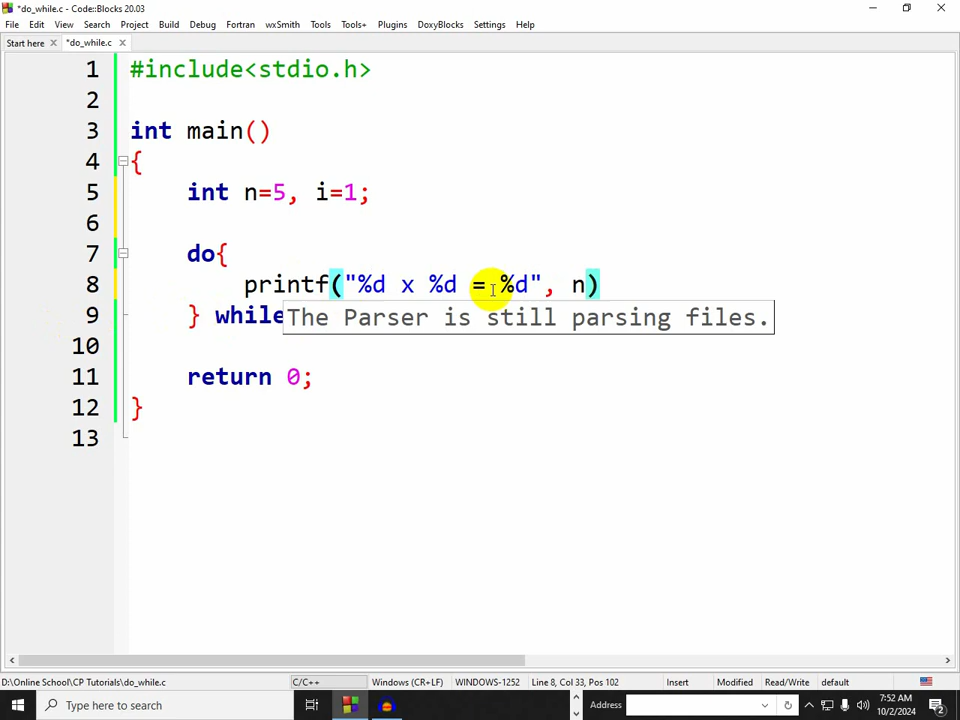 *do_while.c - Code::Blocks 20.03
File Edit View Search Project Build Debug Fortran wxSmith Tools Tools+ Plugins DoxyBlocks Settings Help
Start here *do_while.c
1 #include<stdio.h>
2
3 int main()
4 {
5 int n=5, i=1;
6
7 do{
8 printf("%d x %d = %d", n)
9 } while
The Parser is still parsing files.
10
11 return 0;
12 }
13
D:\Online School\CP Tutorials\do_while.c C/C++ Windows (CR+LF) WINDOWS-1252 Line 8, Col 33, Pos 102 Insert Modified Read/Write default
Type here to search Address 7:52 AM
10/2/2024 2